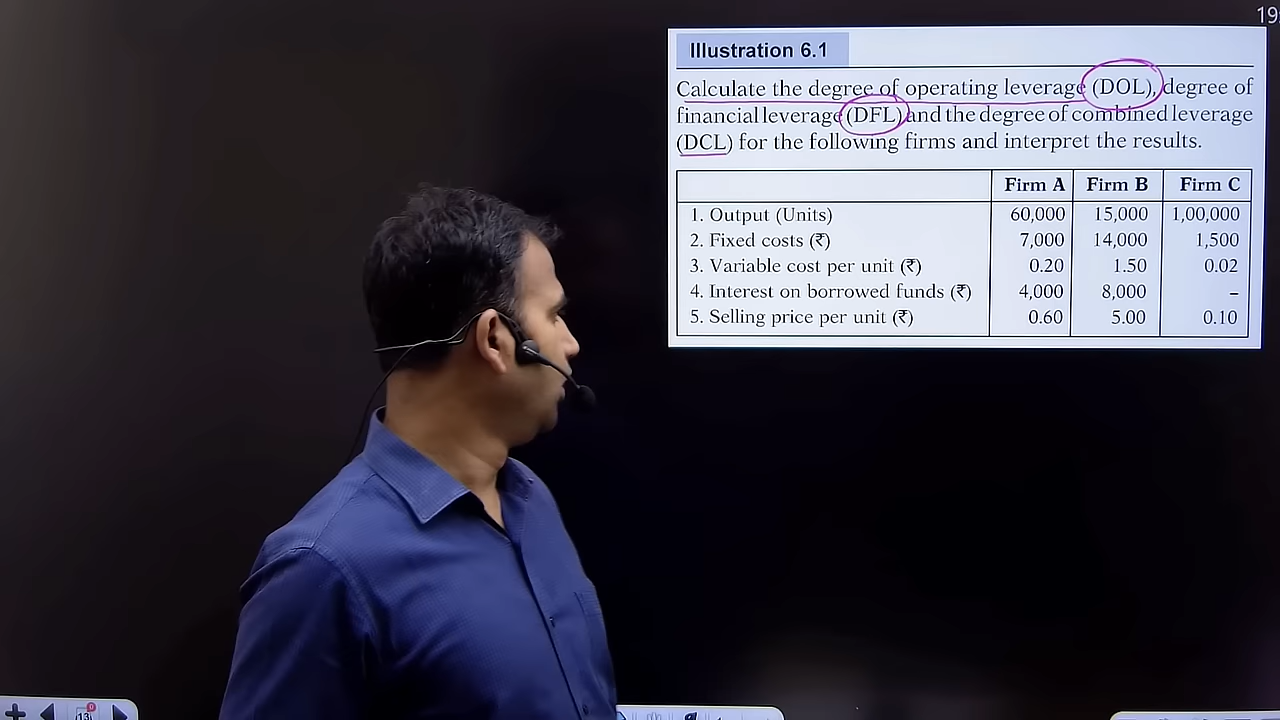 19
Illustration 6.1
Calculate the degree of operating leverage (DOL), degree of
financial leverage (DFL) and the degree of combined leverage
(DCL) for the following firms and interpret the results.
Firm A Firm B Firm C
1. Output (Units) 60,000 15,000 1,00,000
2. Fixed costs (₹) 7,000 14,000 1,500
3. Variable cost per unit (₹) 0.20 1.50 0.02
4. Interest on borrowed funds (₹) 4,000 8,000 –
5. Selling price per unit (₹) 0.60 5.00 0.10
13